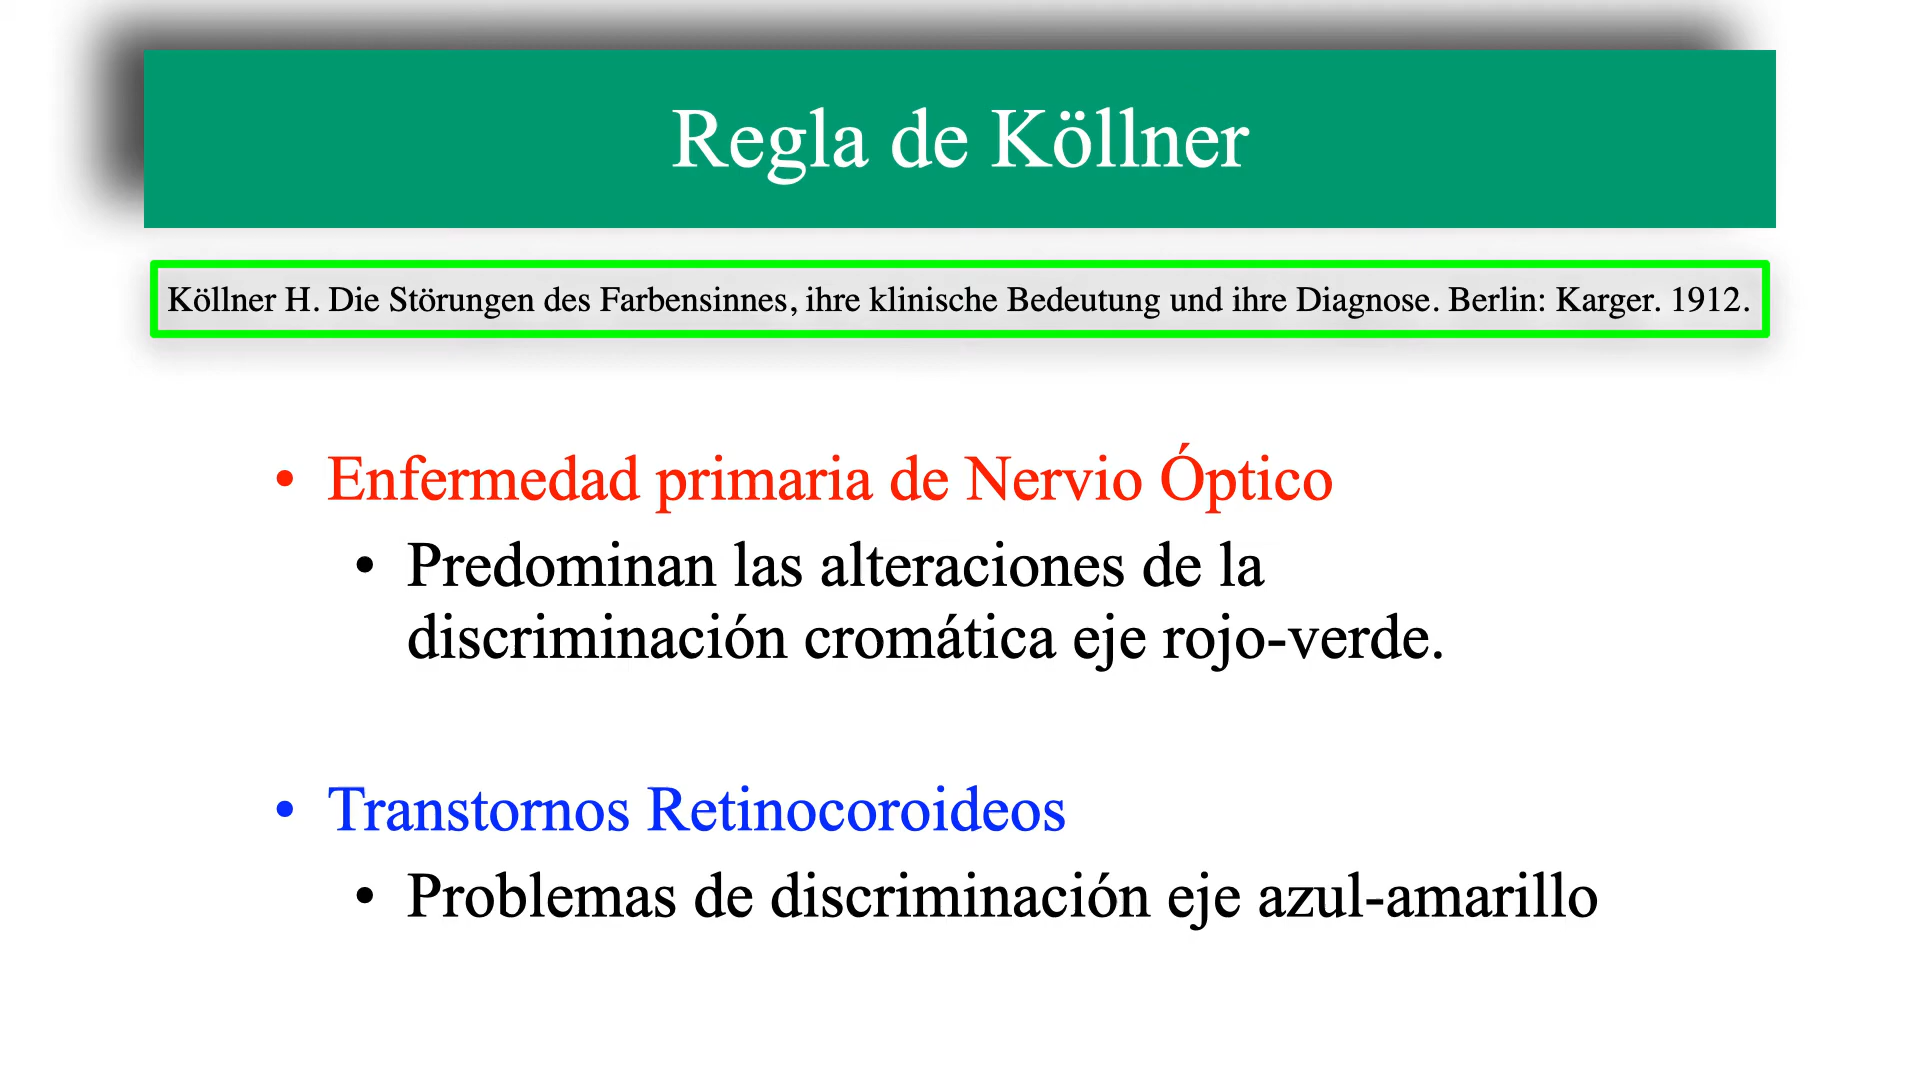 Regla de Köllner
Köllner H. Die Störungen des Farbensinnes, ihre klinische Bedeutung und ihre Diagnose. Berlin: Karger. 1912.
• Enfermedad primaria de Nervio Óptico
• Predominan las alteraciones de la
discriminación cromática eje rojo-verde.
• Transtornos Retinocoroideos
• Problemas de discriminación eje azul-amarillo